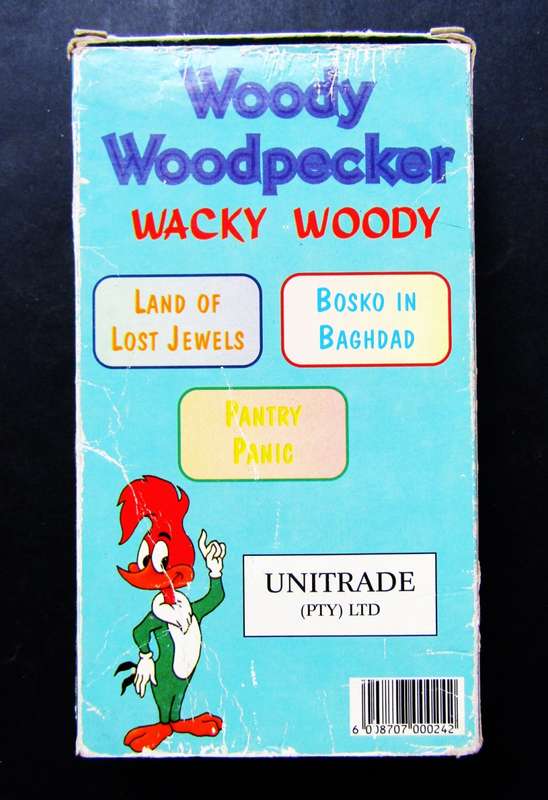 Woody
Woodpecker
WACKY WOODY
LAND OF
LOST JEWELS
BOSKO IN
BAGHDAD
PANTRY
PANIC
UNITRADE
(PTY) LTD
6 008707 000242